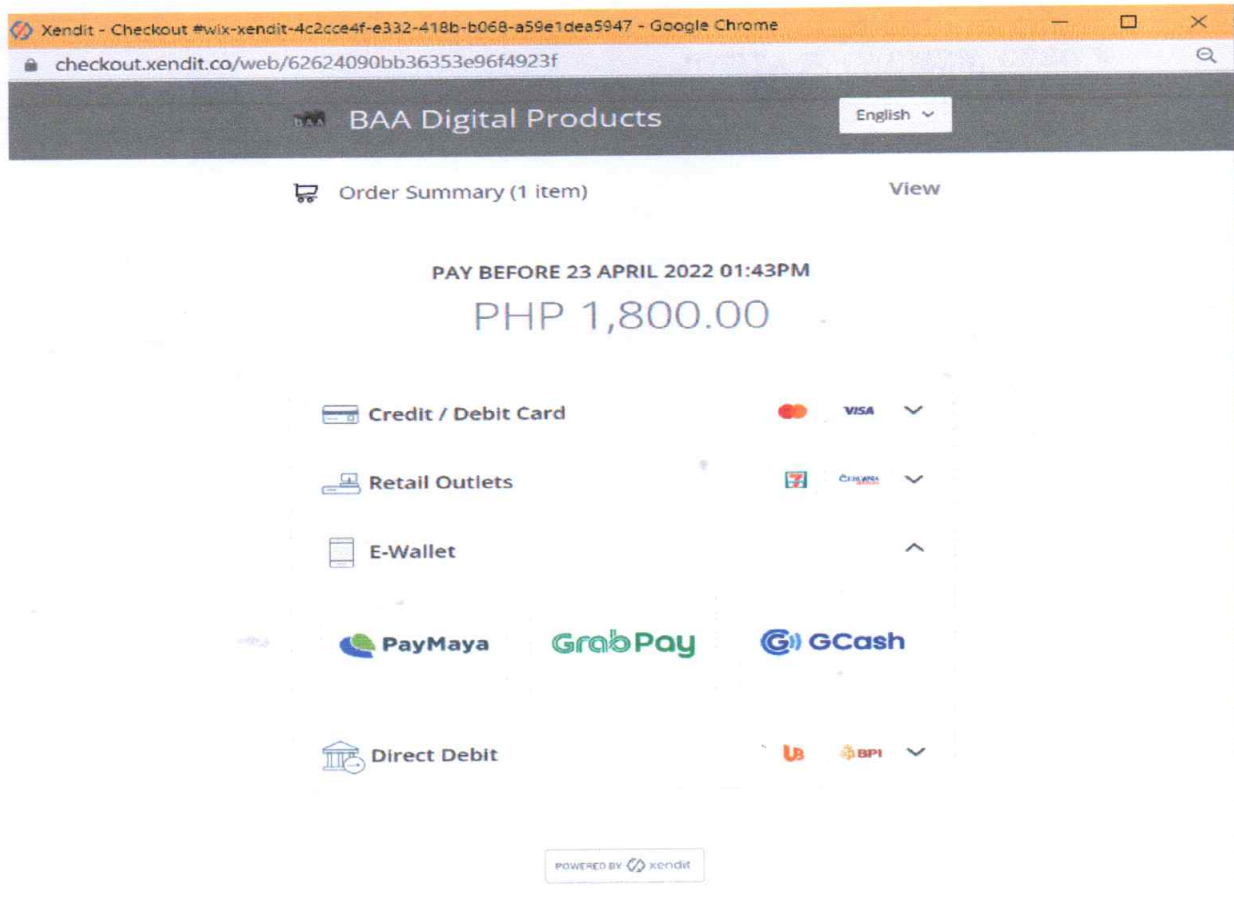 Xendit - Checkout #wix-xendit-4c2cce4f-e332-418b-b068-a59e1dea5947 - Google Chrome
checkout.xendit.co/web/62624090bb36353e96f4923f
bAA BAA Digital Products English
Order Summary (1 item) View
PAY BEFORE 23 APRIL 2022 01:43PM
PHP 1,800.00
Credit / Debit Card VISA
Retail Outlets 7
E-Wallet
PayMaya GrabPay G GCash
Direct Debit UB BPI
POWERED BY xendit